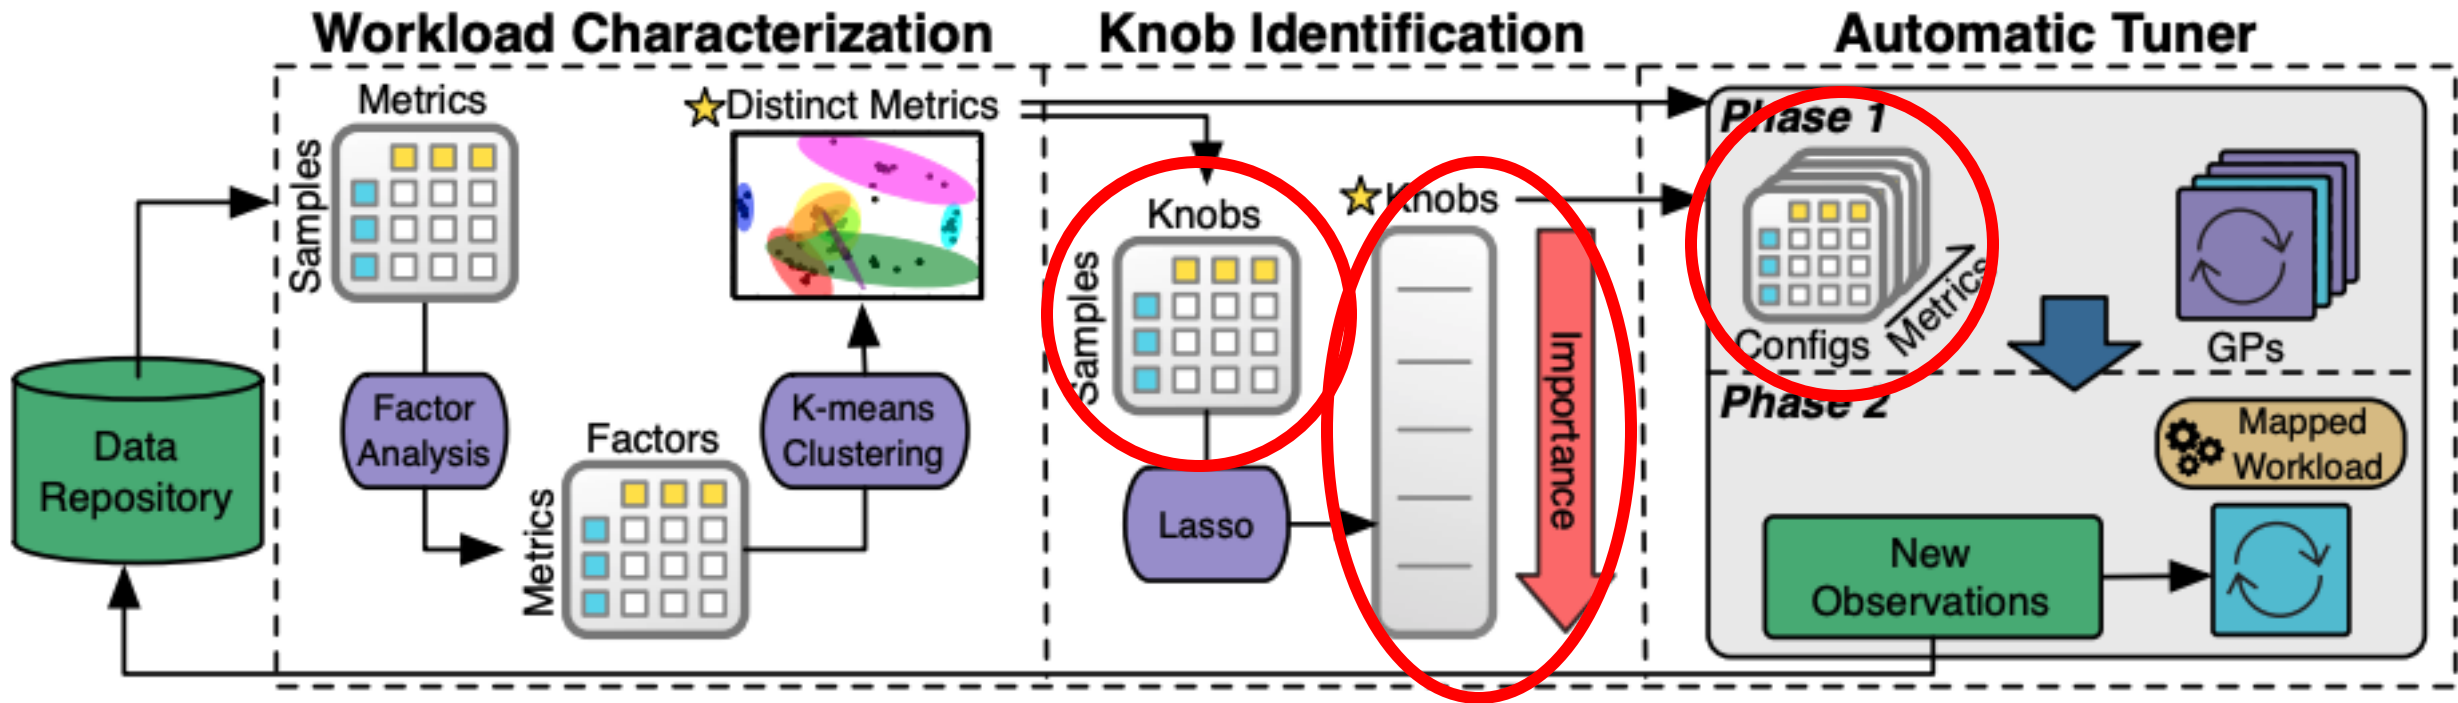 Workload Characterization
Knob Identification
Automatic Tuner
Metrics
Samples
Distinct Metrics
Factor
Analysis
Factors
Metrics
K-means
Clustering
Data
Repository
Knobs
Samples
Lasso
Knobs
Importance
Phase 1
Configs
Metrics
GPs
Phase 2
Mapped
Workload
New
Observations